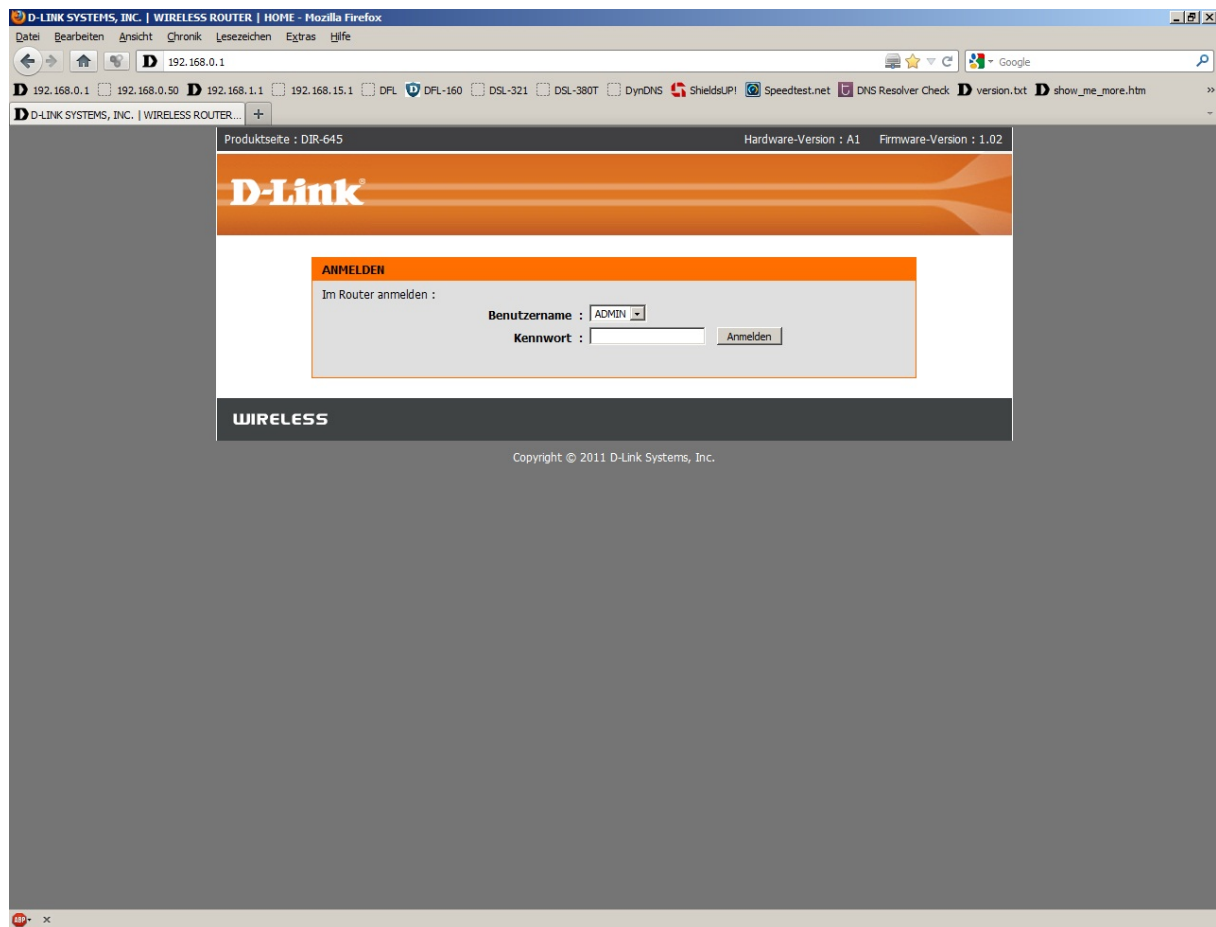 D-LINK SYSTEMS, INC. | WIRELESS ROUTER | HOME - Mozilla Firefox
Datei Bearbeiten Ansicht Chronik Lesezeichen Extras Hilfe
192.168.0.1 Google
192.168.0.1 192.168.0.50 192.168.1.1 192.168.15.1 DFL DFL-160 DSL-321 DSL-380T DynDNS ShieldsUP! Speedtest.net DNS Resolver Check version.txt show_me_more.htm »
D-LINK SYSTEMS, INC. | WIRELESS ROUTER... +
Produktseite : DIR-645 Hardware-Version : A1 Firmware-Version : 1.02
D-Link®
ANMELDEN
Im Router anmelden :
Benutzername : ADMIN
Kennwort : Anmelden
WIRELESS
Copyright © 2011 D-Link Systems, Inc.
ABP